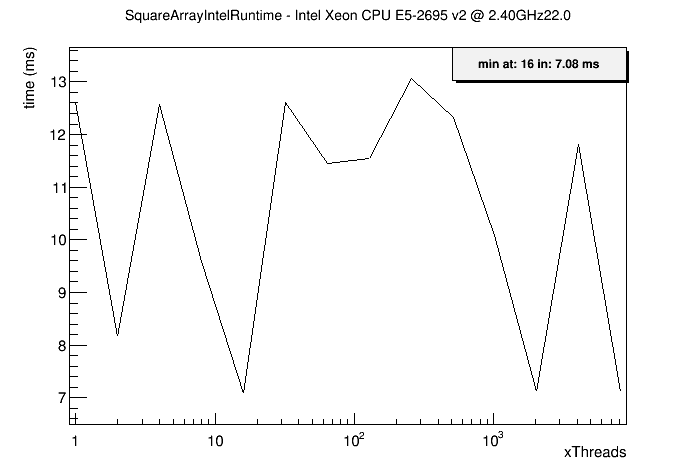 SquareArrayIntelRuntime - Intel Xeon CPU E5-2695 v2 @ 2.40GHz22.0
time (ms)
min at: 16 in: 7.08 ms
13
12
11
10
9
8
7
1 10 10² 10³
xThreads